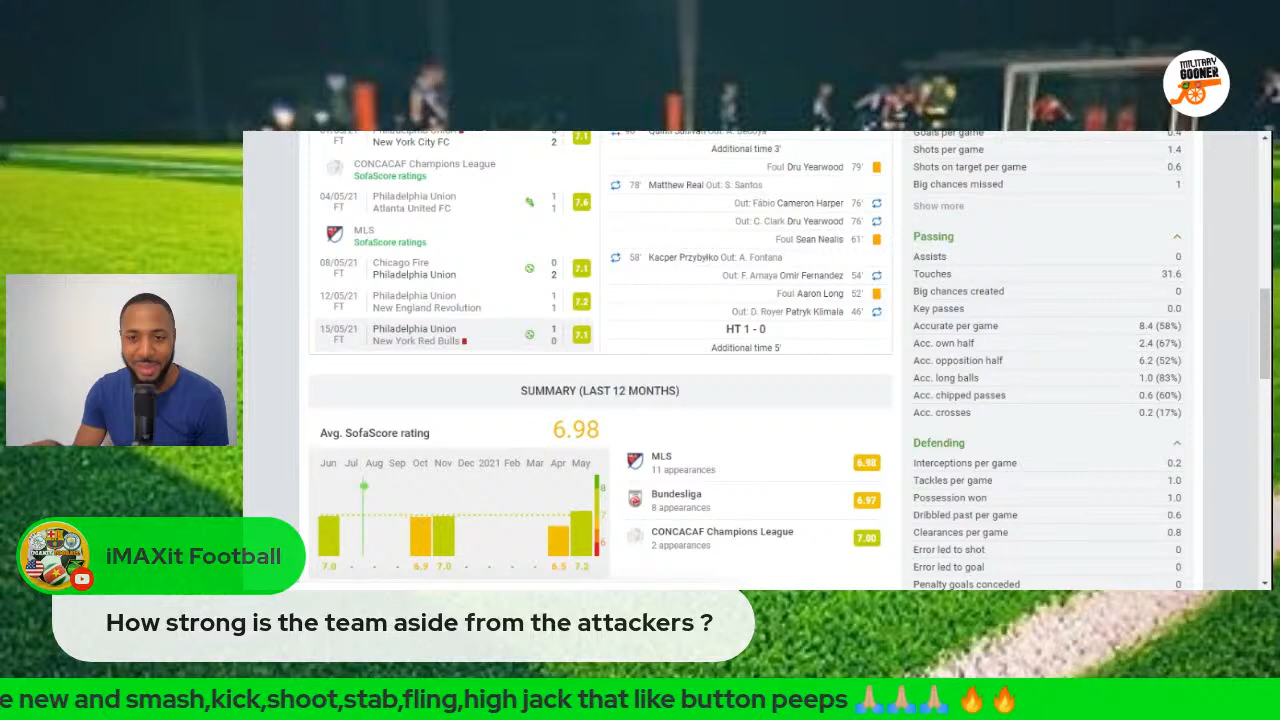 MILITARY
GOONER
Philadelphia Union
FT New York City FC 2 7.1
CONCACAF Champions League
SofaScore ratings
04/05/21 Philadelphia Union 1
FT Atlanta United FC 1 7.6
MLS
SofaScore ratings
08/05/21 Chicago Fire 0
FT Philadelphia Union 2 7.1
12/05/21 Philadelphia Union 1
FT New England Revolution 1 7.2
15/05/21 Philadelphia Union 1
FT New York Red Bulls 0 7.1
Additional time 3'
Foul Dru Yearwood 79'
78' Matthew Real Out: S. Santos
Out: Fábio Cameron Harper 76'
Out: C. Clark Dru Yearwood 76'
Foul Sean Nealis 61'
58' Kacper Przybyłko Out: A. Fontana
Out: F. Amaya Omir Fernandez 54'
Foul Aaron Long 52'
Out: D. Royer Patryk Klimala 46'
HT 1 - 0
Additional time 5'
SUMMARY (LAST 12 MONTHS)
Avg. SofaScore rating 6.98
Jun Jul Aug Sep Oct Nov Dec 2021 Feb Mar Apr May
8
7
6
7.0 - - - 6.9 7.0 - - - - 6.5 7.2
MLS
11 appearances 6.98
Bundesliga
8 appearances 6.97
CONCACAF Champions League
2 appearances 7.00
Goals per game 0.4
Shots per game 1.4
Shots on target per game 0.6
Big chances missed 1
Show more
Passing
Assists 0
Touches 31.6
Big chances created 0
Key passes 0.0
Accurate per game 8.4 (58%)
Acc. own half 2.4 (67%)
Acc. opposition half 6.2 (52%)
Acc. long balls 1.0 (83%)
Acc. chipped passes 0.6 (60%)
Acc. crosses 0.2 (17%)
Defending
Interceptions per game 0.2
Tackles per game 1.0
Possession won 1.0
Dribbled past per game 0.6
Clearances per game 0.8
Error led to shot 0
Error led to goal 0
Penalty goals conceded 0
iMAXit Football
How strong is the team aside from the attackers ?
e new and smash,kick,shoot,stab,fling,high jack that like button peeps 🙏🏽🙏🏽🙏🏽 🔥🔥